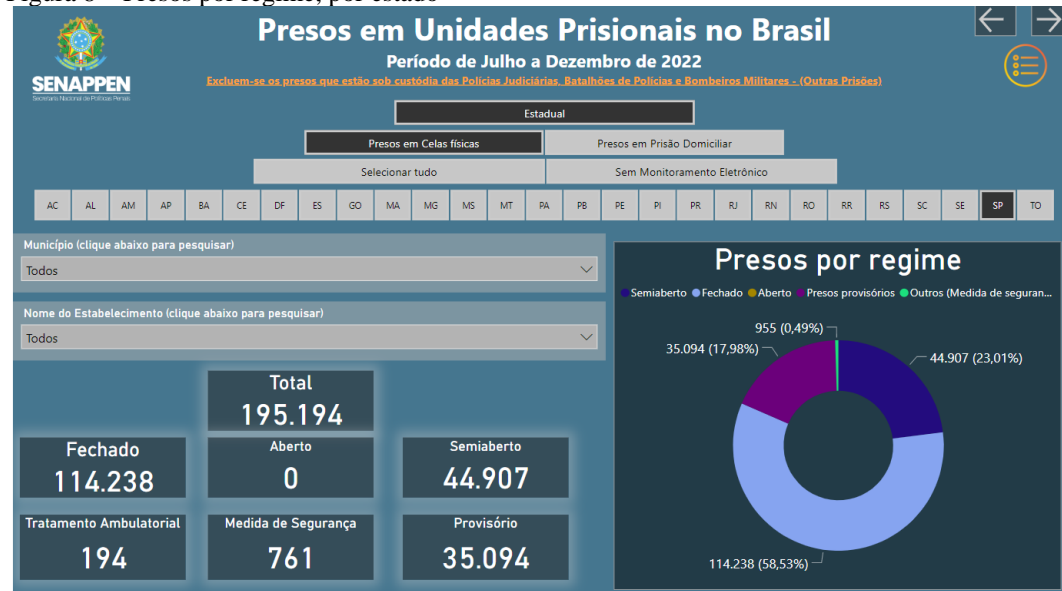 Figura 8 - Presos por regime, por estado
Presos em Unidades Prisionais no Brasil
Período de Julho a Dezembro de 2022
Excluem-se os presos que estão sob custódia das Polícias Judiciárias, Batalhões de Polícias e Bombeiros Militares - (Outras Prisões)
SENAPPEN
Secretaria Nacional de Políticas Penais
Estadual
Presos em Celas físicas
Presos em Prisão Domiciliar
Selecionar tudo
Sem Monitoramento Eletrônico
AC AL AM AP BA CE DF ES GO MA MG MS MT PA PB PE PI PR RJ RN RO RR RS SC SE SP TO
Município (clique abaixo para pesquisar)
Todos
Nome do Estabelecimento (clique abaixo para pesquisar)
Todos
Total
195.194
Fechado
114.238
Aberto
0
Semiaberto
44.907
Tratamento Ambulatorial
194
Medida de Segurança
761
Provisório
35.094
Presos por regime
Semiaberto Fechado Aberto Presos provisórios Outros (Medida de seguran...
955 (0,49%)
35.094 (17,98%)
44.907 (23,01%)
114.238 (58,53%)